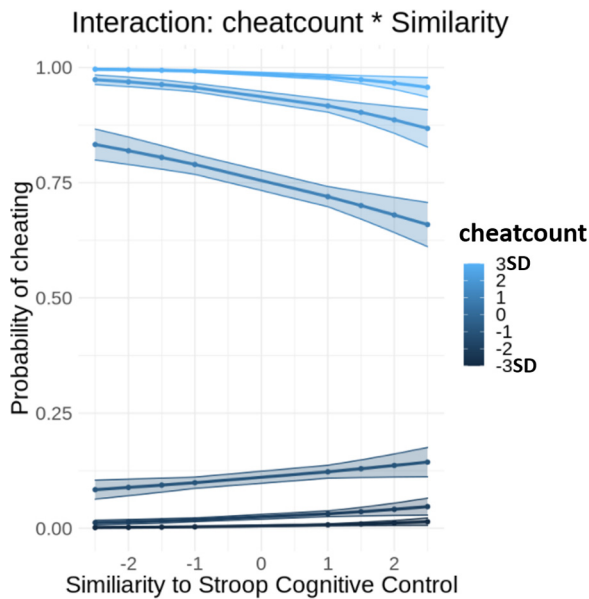 Interaction: cheatcount * Similarity
1.00
0.75
0.50
0.25
0.00
Probability of cheating
-2
-1
0
1
2
Similiarity to Stroop Cognitive Control
cheatcount
3SD
2
1
0
-1
-2
-3SD